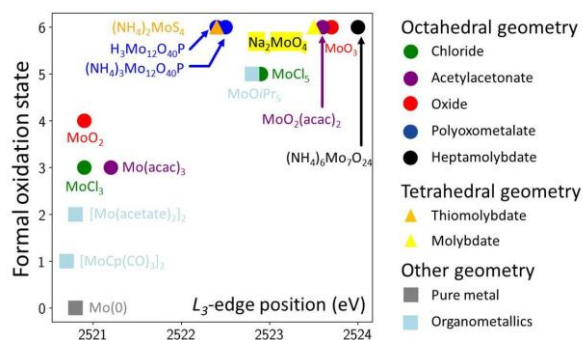 Formal oxidation state
6
5
4
3
2
1
0
(NH₄)₂MoS₄
H₃Mo₁₂O₄₀P
(NH₄)₃Mo₁₂O₄₀P
Na₂MoO₄
MoO₃
MoCl₅
MoOiPr₅
MoO₂(acac)₂
MoO₂
(NH₄)₆Mo₇O₂₄
Mo(acac)₃
MoCl₃
[Mo(acetate)₂]₂
[MoCp(CO)₃]₂
Mo(0)
L₃-edge position (eV)
2521 2522 2523 2524
Octahedral geometry
Chloride
Acetylacetonate
Oxide
Polyoxometalate
Heptamolybdate
Tetrahedral geometry
Thiomolybdate
Molybdate
Other geometry
Pure metal
Organometallics